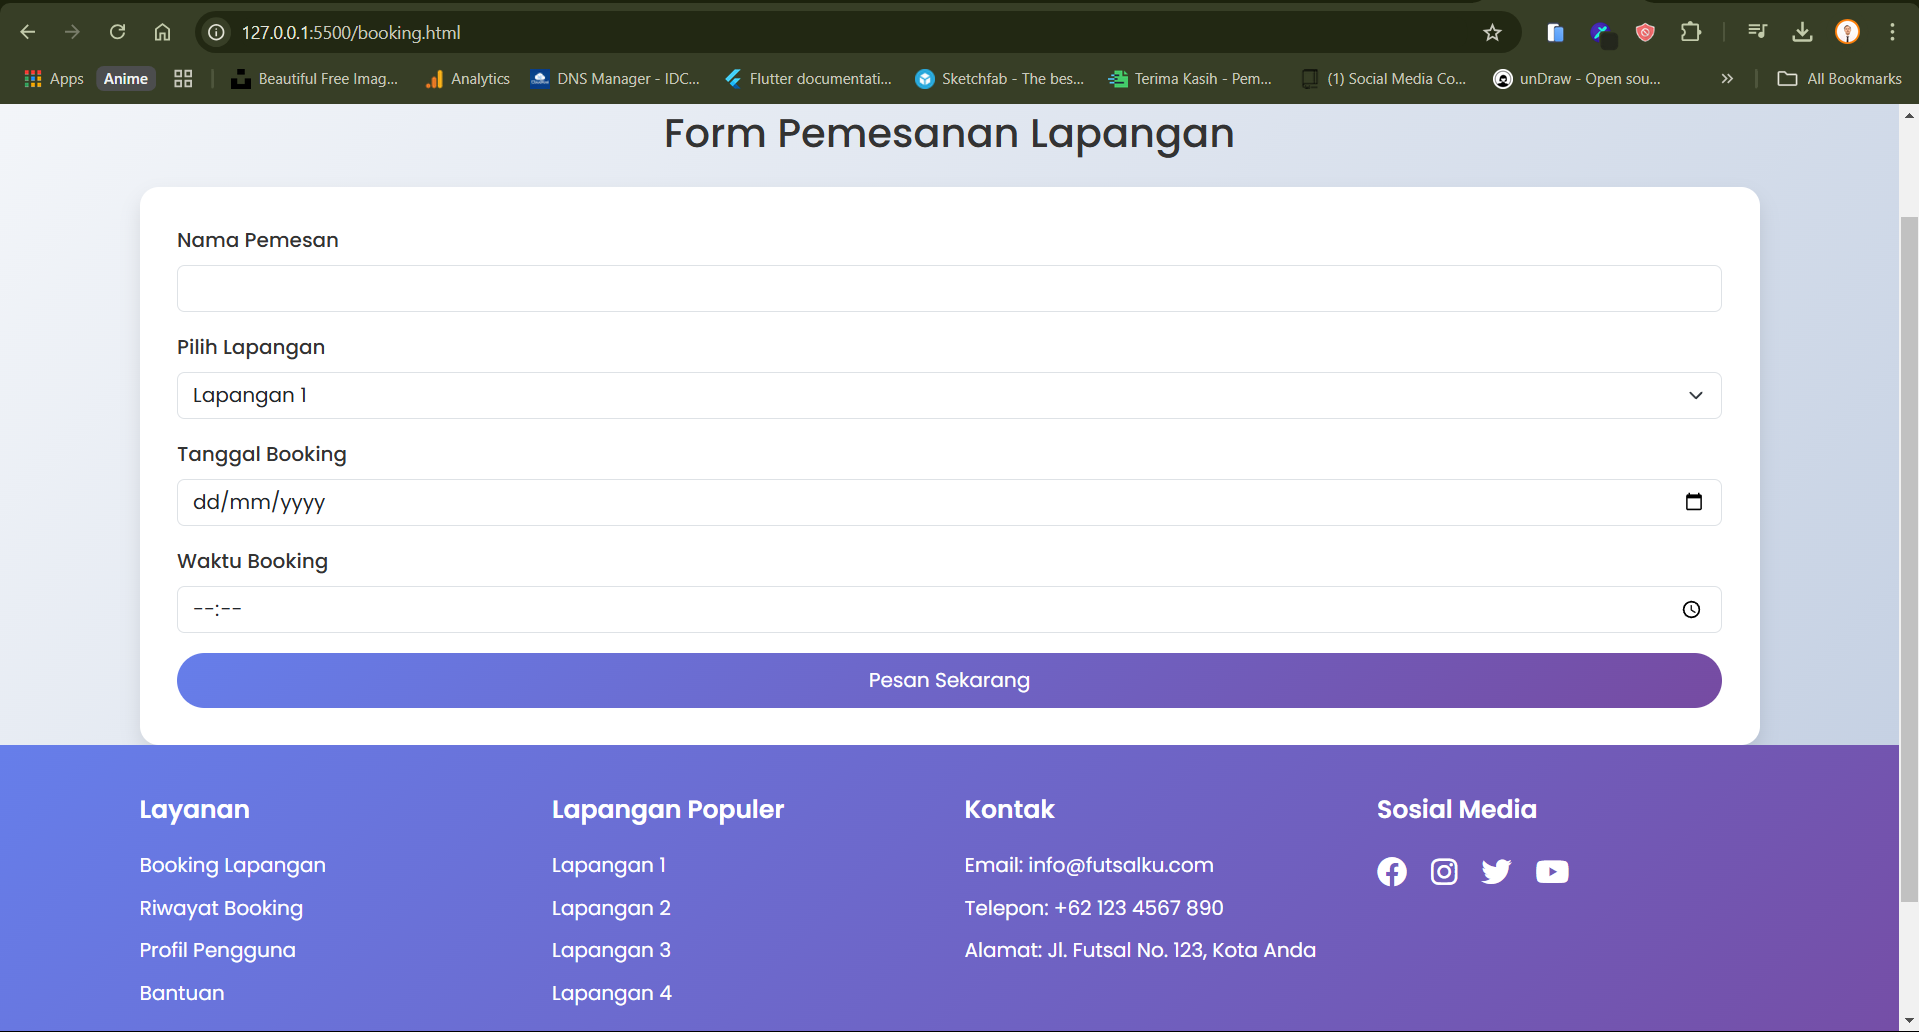 127.0.0.1:5500/booking.html
Apps
Anime
Beautiful Free Imag...
Analytics
DNS Manager - IDC...
Flutter documentati...
Sketchfab - The bes...
Terima Kasih - Pem...
(1) Social Media Co...
unDraw - Open sou...
»
All Bookmarks
Form Pemesanan Lapangan
Nama Pemesan
Pilih Lapangan
Lapangan 1
Tanggal Booking
dd/mm/yyyy
Waktu Booking
--:--
Pesan Sekarang
Layanan
Booking Lapangan
Riwayat Booking
Profil Pengguna
Bantuan
Lapangan Populer
Lapangan 1
Lapangan 2
Lapangan 3
Lapangan 4
Kontak
Email: info@futsalku.com
Telepon: +62 123 4567 890
Alamat: Jl. Futsal No. 123, Kota Anda
Sosial Media